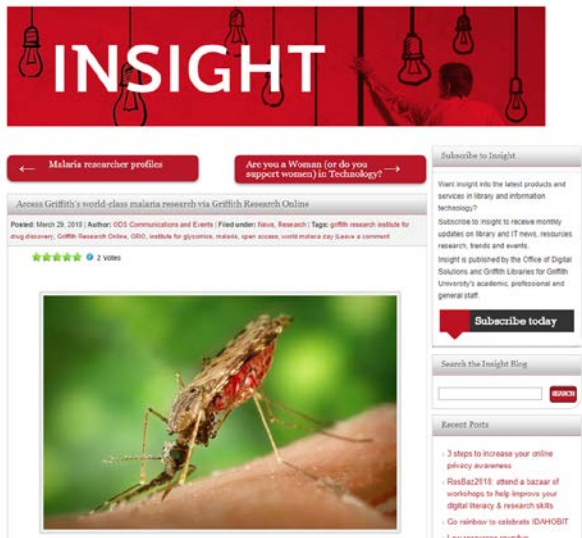 INSIGHT
← Malaria researcher profiles
Are you a Woman (or do you
support women) in Technology? →
Access Griffith's world-class malaria research via Griffith Research Online
Posted: March 29, 2018 | Author: GDS Communications and Events | Filed under: News, Research | Tags: griffith research institute for
drug discovery, Griffith Research Online, GRO, institute for glycomics, malaria, open access, world malaria day |Leave a comment
2 Votes
Subscribe to Insight
Want insight into the latest products and
services in library and information
technology?
Subscribe to Insight to receive monthly
updates on library and IT news, resources
research, trends and events.
Insight is published by the Office of Digital
Solutions and Griffith Libraries for Griffith
University's academic, professional and
general staff.
Subscribe today
Search the Insight Blog
SEARCH
Recent Posts
3 steps to increase your online
privacy awareness
ResBaz2018: attend a bazaar of
workshops to help improve your
digital literacy & research skills
Go rainbow to celebrate IDAHOBIT